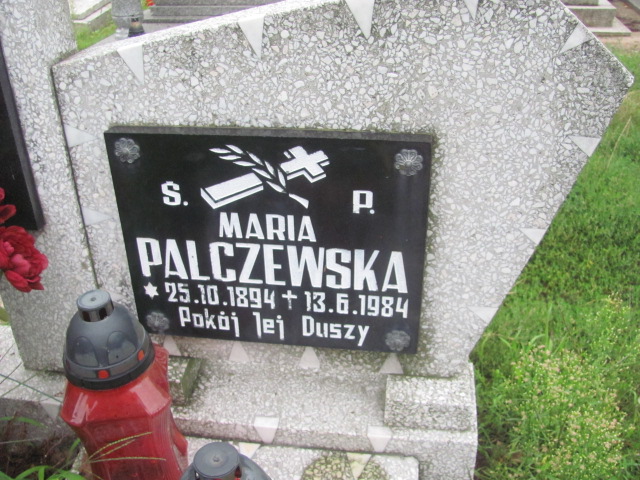 Ś. P.
MARIA
PALCZEWSKA
* 25.10.1894 + 13.6.1984
Pokój Jej Duszy